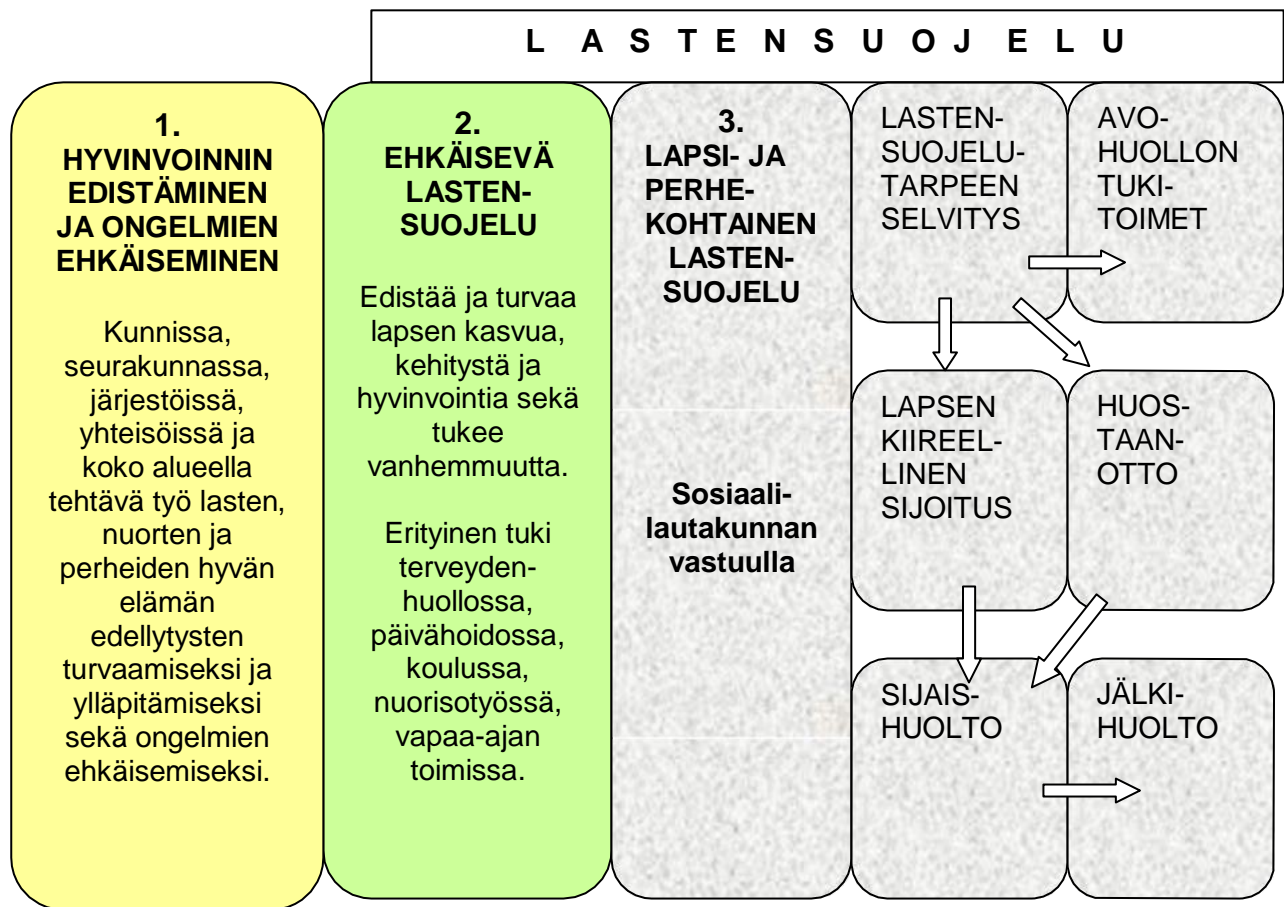 L A S T E N S U O J E L U
1.
HYVINVOINNIN
EDISTÄMINEN
JA ONGELMIEN
EHKÄISEMINEN
Kunnissa,
seurakunnassa,
järjestöissä,
yhteisöissä ja
koko alueella
tehtävä työ lasten,
nuorten ja
perheiden hyvän
elämän
edellytysten
turvaamiseksi ja
ylläpitämiseksi
sekä ongelmien
ehkäisemiseksi.
2.
EHKÄISEVÄ
LASTEN-
SUOJELU
Edistää ja turvaa
lapsen kasvua,
kehitystä ja
hyvinvointia sekä
tukee
vanhemmuutta.
Erityinen tuki
terveyden-
huollossa,
päivähoidossa,
koulussa,
nuorisotyössä,
vapaa-ajan
toimissa.
3.
LAPSI- JA
PERHE-
KOHTAINEN
LASTEN-
SUOJELU
Sosiaali-
lautakunnan
vastuulla
LASTEN-
SUOJELU-
TARPEEN
SELVITYS
AVO-
HUOLLON
TUKI-
TOIMET
LAPSEN
KIIREEL-
LINEN
SIJOITUS
HUOS-
TAAN-
OTTO
SIJAIS-
HUOLTO
JÄLKI-
HUOLTO